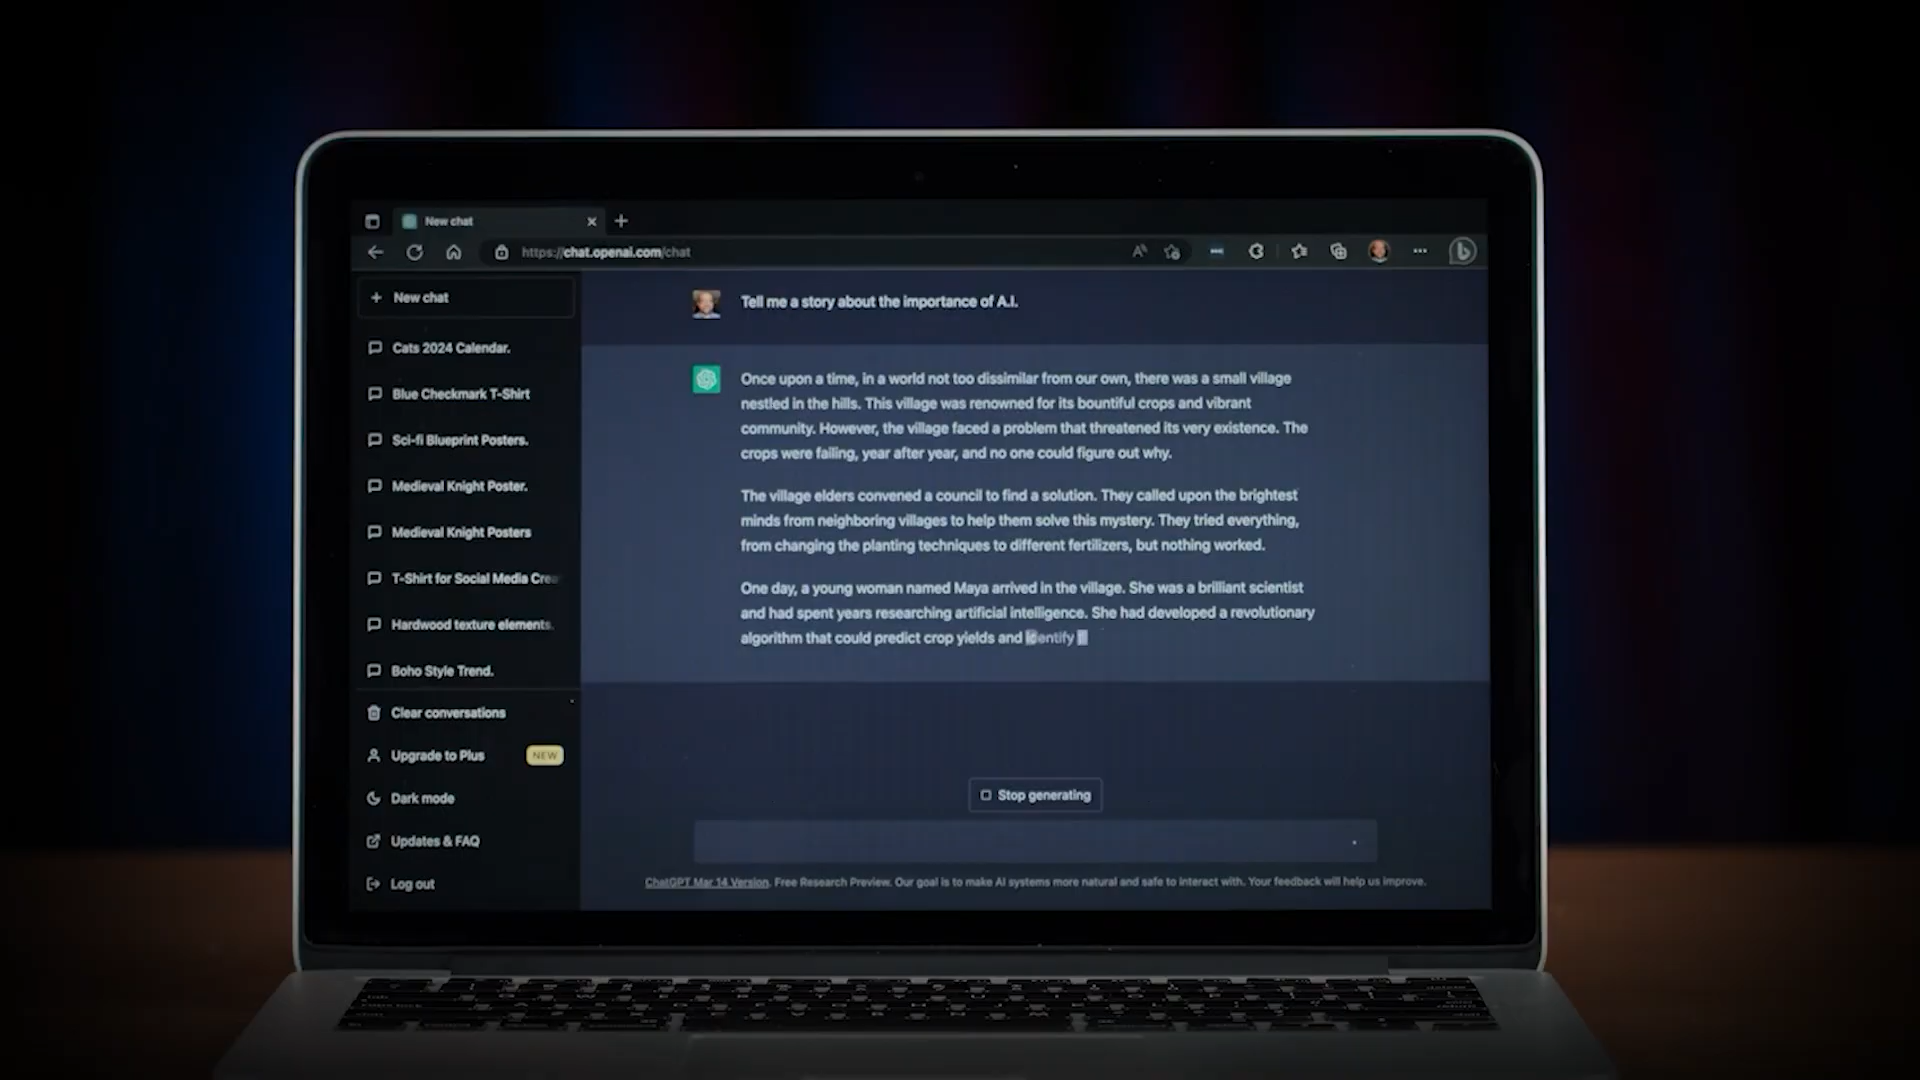 New chat
https://chat.openai.com/chat
New chat
Cats 2024 Calendar.
Blue Checkmark T-Shirt
Sci-fi Blueprint Posters.
Medieval Knight Poster.
Medieval Knight Posters
T-Shirt for Social Media Crea
Hardwood texture elements.
Boho Style Trend.
Clear conversations
Upgrade to Plus NEW
Dark mode
Updates & FAQ
Log out
Tell me a story about the importance of A.I.
Once upon a time, in a world not too dissimilar from our own, there was a small village
nestled in the hills. This village was renowned for its bountiful crops and vibrant
community. However, the village faced a problem that threatened its very existence. The
crops were failing, year after year, and no one could figure out why.
The village elders convened a council to find a solution. They called upon the brightest
minds from neighboring villages to help them solve this mystery. They tried everything,
from changing the planting techniques to different fertilizers, but nothing worked.
One day, a young woman named Maya arrived in the village. She was a brilliant scientist
and had spent years researching artificial intelligence. She had developed a revolutionary
algorithm that could predict crop yields and identify
Stop generating
ChatGPT Mar 14 Version. Free Research Preview. Our goal is to make AI systems more natural and safe to interact with. Your feedback will help us improve.